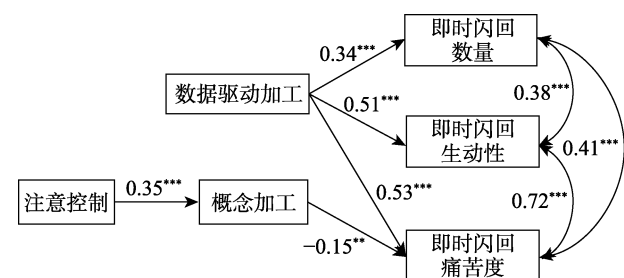 即时闪回
数量
0.34***
数据驱动加工
0.38***
0.51***
即时闪回
生动性
0.41***
0.53***
0.72***
注意控制
0.35***
概念加工
−0.15**
即时闪回
痛苦度